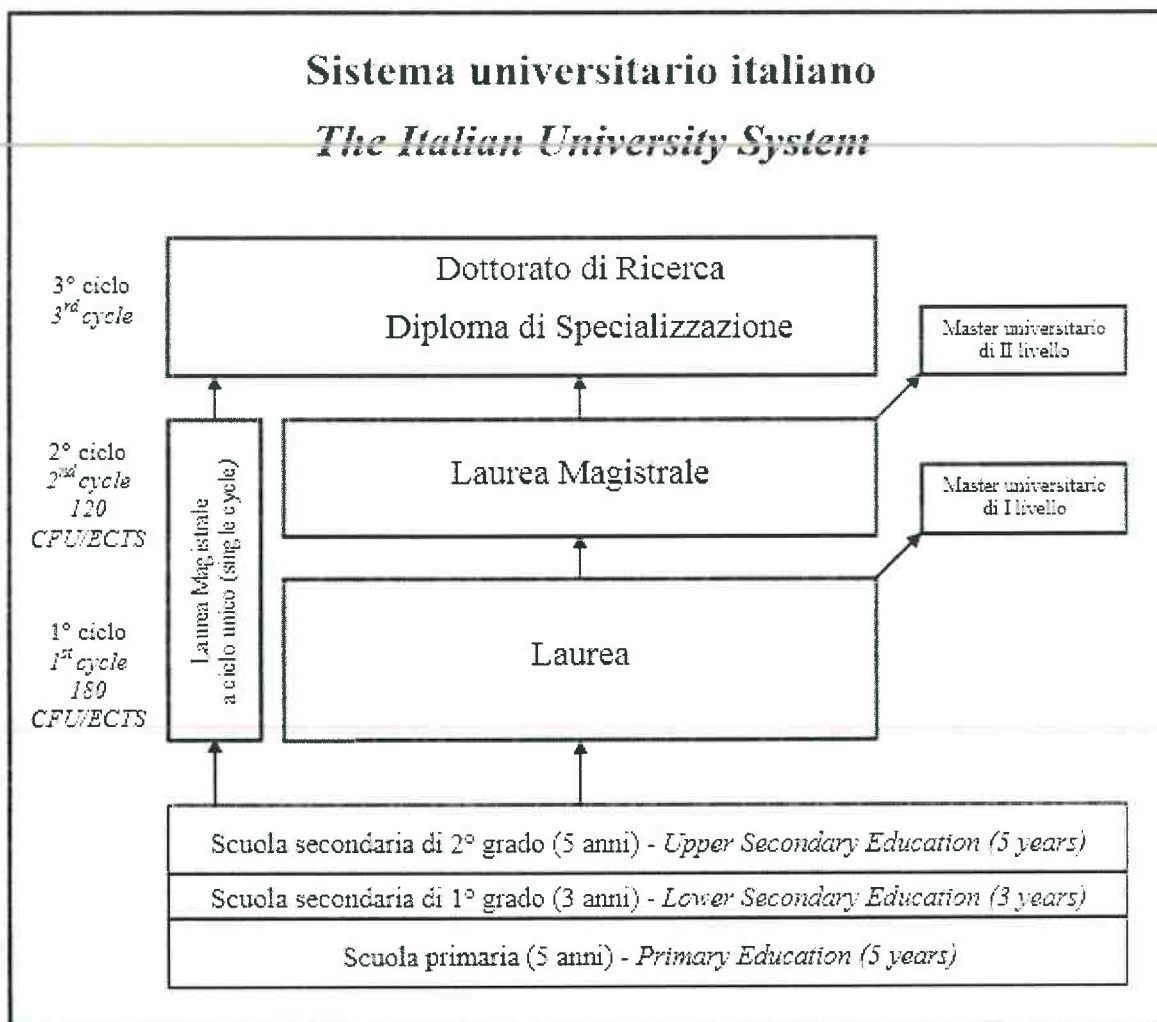 Sistema universitario italiano
The Italian University System
3° ciclo
3rd cycle
Dottorato di Ricerca
Diploma di Specializzazione
Master universitario
di II livello
2° ciclo
2nd cycle
120
CFU/ECTS
Laurea Magistrale
a ciclo unico (single cycle)
Laurea Magistrale
Master universitario
di I livello
1° ciclo
1st cycle
180
CFU/ECTS
Laurea
Scuola secondaria di 2° grado (5 anni) - Upper Secondary Education (5 years)
Scuola secondaria di 1° grado (3 anni) - Lower Secondary Education (3 years)
Scuola primaria (5 anni) - Primary Education (5 years)